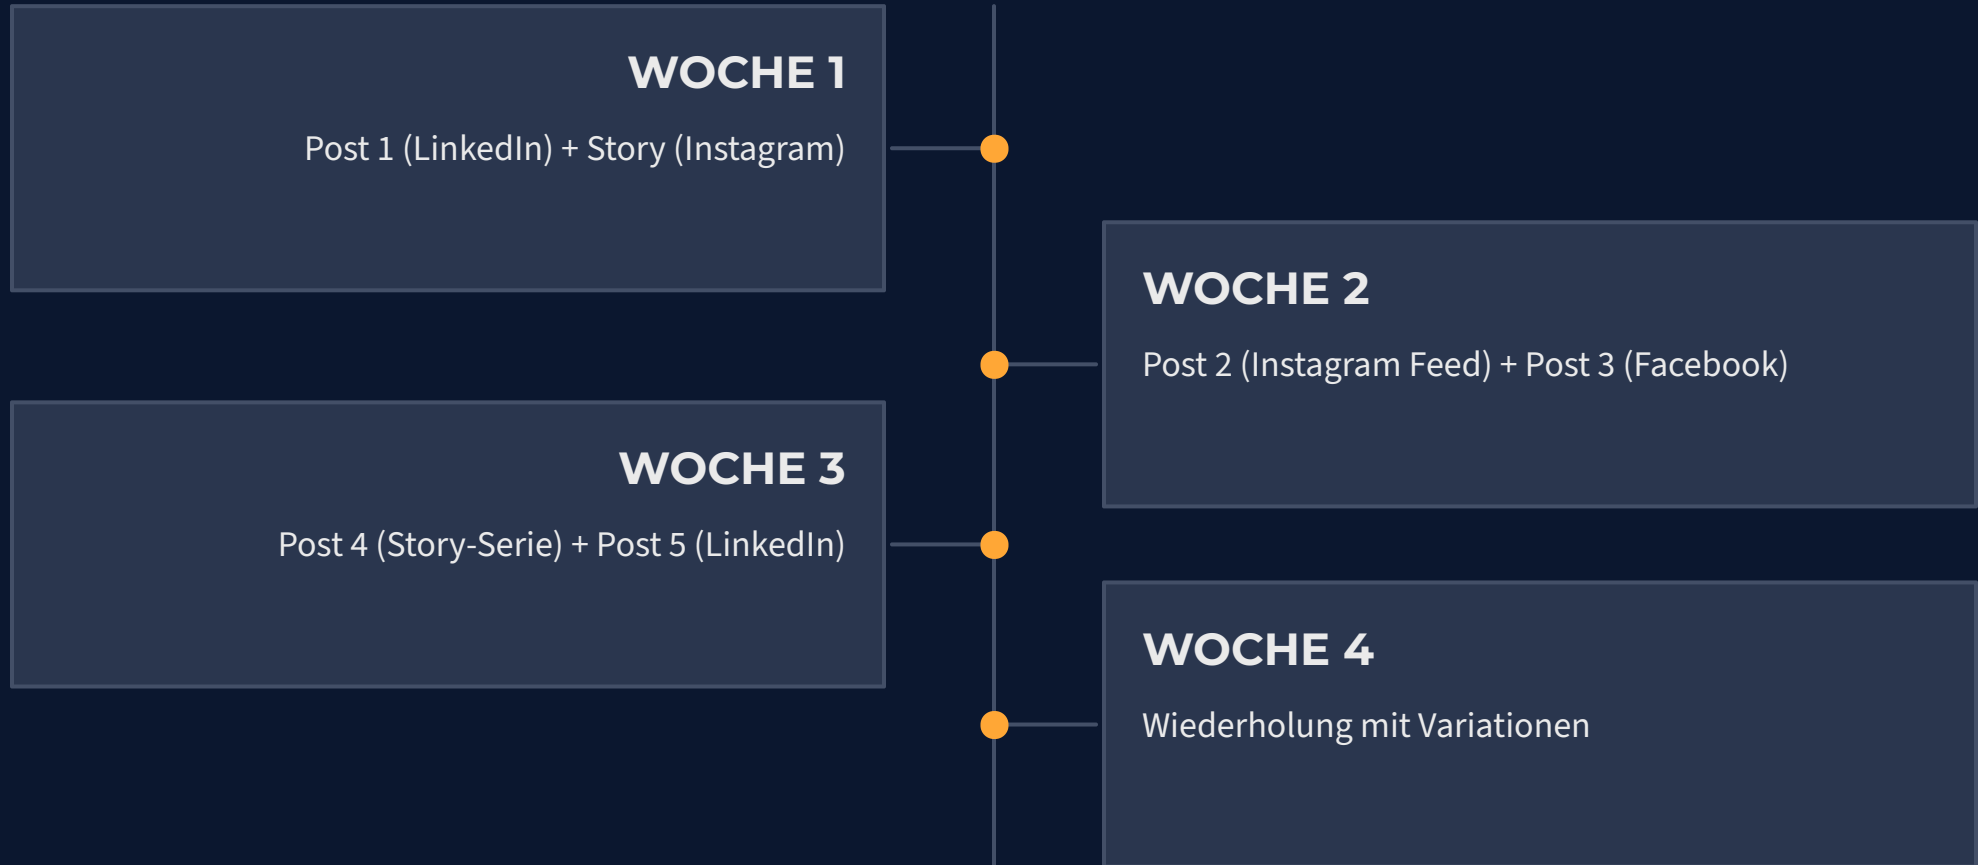 WOCHE 1
Post 1 (LinkedIn) + Story (Instagram)
WOCHE 2
Post 2 (Instagram Feed) + Post 3 (Facebook)
WOCHE 3
Post 4 (Story-Serie) + Post 5 (LinkedIn)
WOCHE 4
Wiederholung mit Variationen